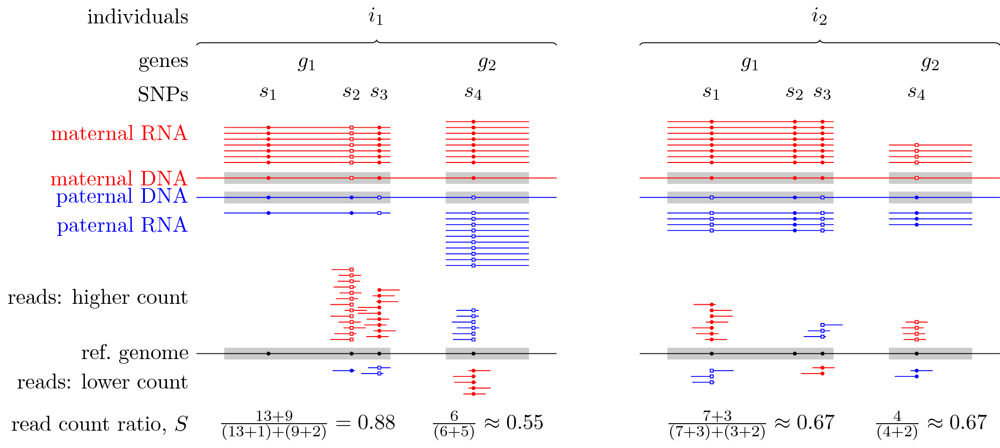 individuals i₁ i₂
genes g₁ g₂ g₁ g₂
SNPs s₁ s₂ s₃ s₄ s₁ s₂ s₃ s₄
maternal RNA
maternal DNA
paternal DNA
paternal RNA
reads: higher count
ref. genome
reads: lower count
read count ratio, S 13+9/(13+1)+(9+2) = 0.88 6/(6+5) ≈ 0.55 7+3/(7+3)+(3+2) ≈ 0.67 4/(4+2) ≈ 0.67